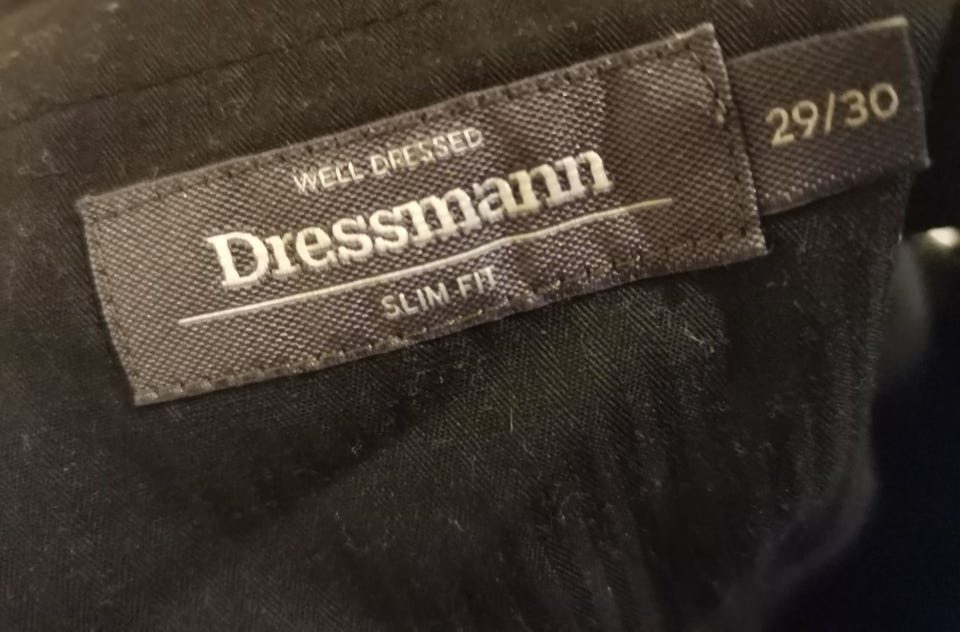 WELL DRESSED
Dressmann
SLIM FIT
29/30